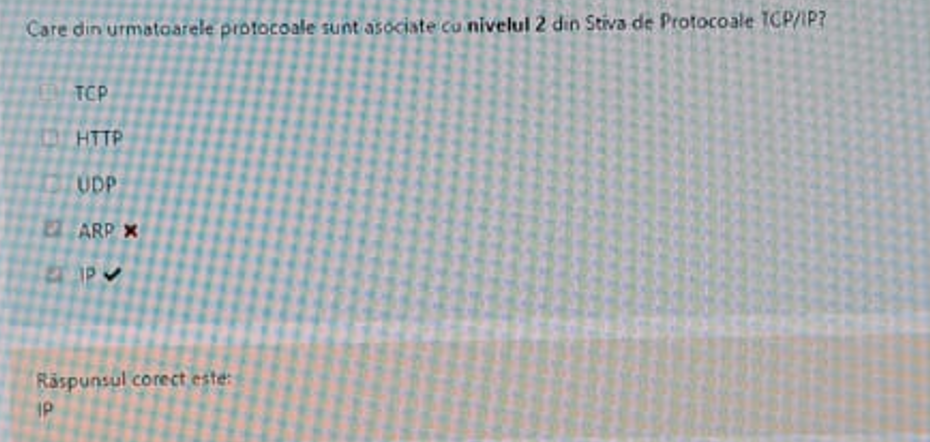 Care din urmatoarele protocoale sunt asociate cu nivelul 2 din Stiva de Protocoale TCP/IP?
TCP
HTTP
UDP
ARP ✖
IP ✔
Răspunsul corect este:
IP